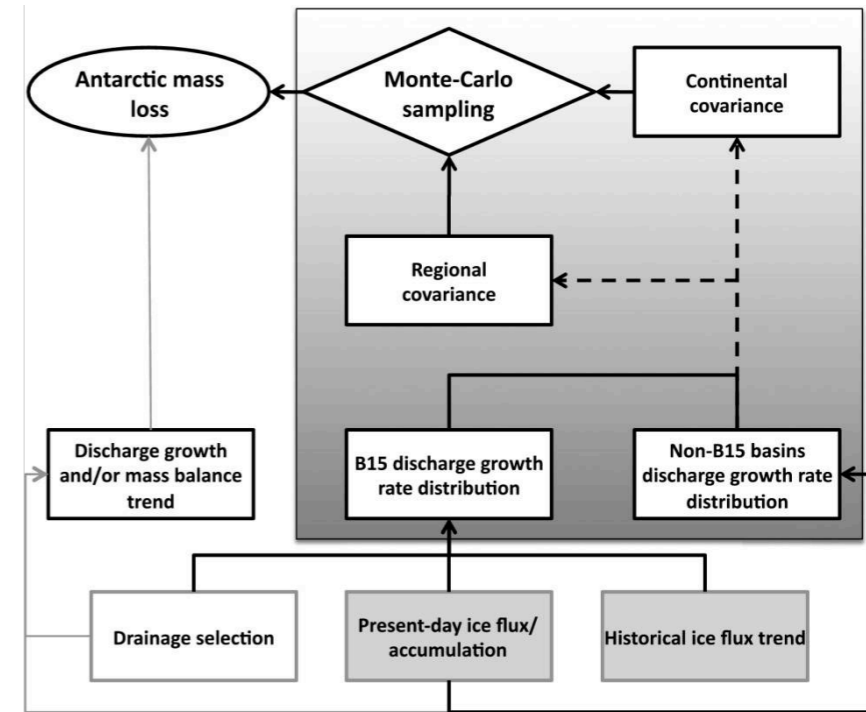 Antarctic mass
loss
Monte-Carlo
sampling
Continental
covariance
Regional
covariance
Discharge growth
and/or mass balance
trend
B15 discharge growth
rate distribution
Non-B15 basins
discharge growth rate
distribution
Drainage selection
Present-day ice flux/
accumulation
Historical ice flux trend